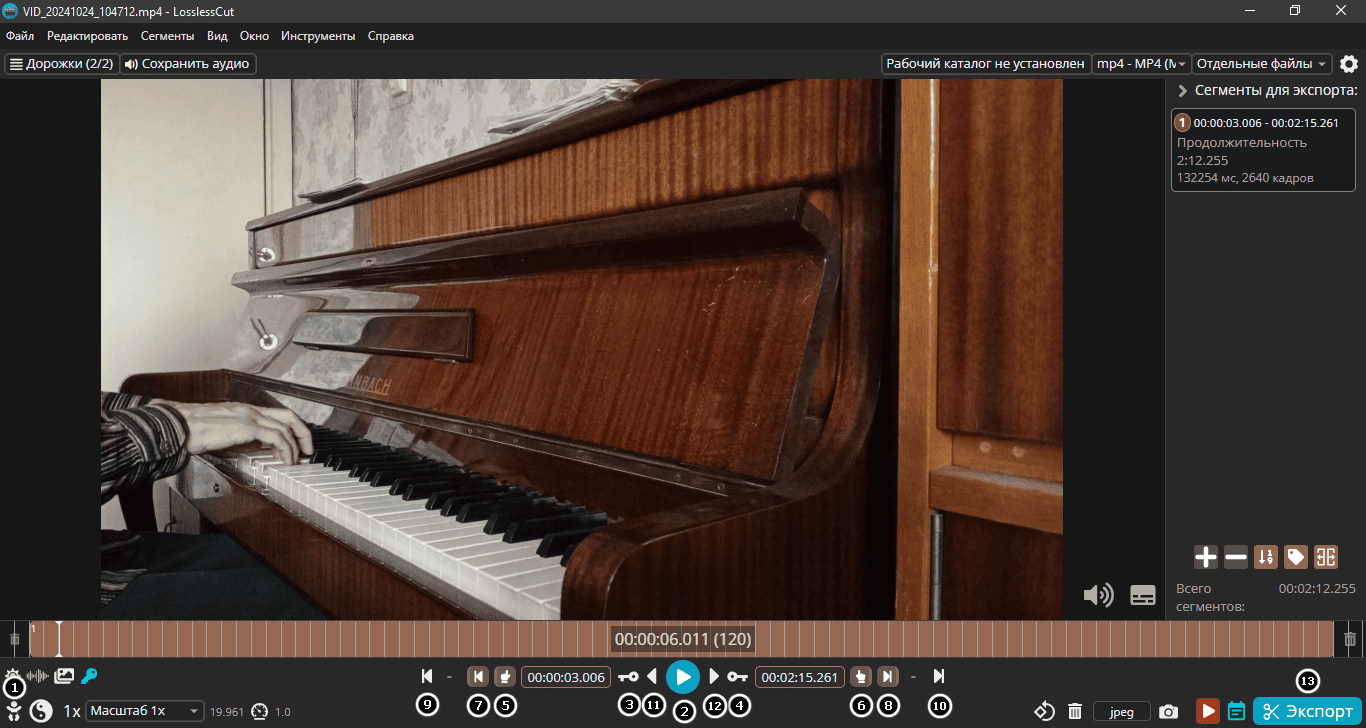 VID_20241024_104712.mp4 - LosslessCut
Файл Редактировать Сегменты Вид Окно Инструменты Справка
Дорожки (2/2) Сохранить аудио Рабочий каталог не установлен mp4 - MP4 (M Отдельные файлы
Сегменты для экспорта:
1 00:00:03.006 - 00:02:15.261
Продолжительность
2:12.255
132254 мс, 2640 кадров
NBACH
Всего 00:02:12.255
сегментов:
1
00:00:06.011 (120)
00:00:03.006 00:02:15.261
1 9 7 5 3 11 2 12 4 6 8 10 13
1x Масштаб 1x 19.961 1.0 jpeg Экспорт